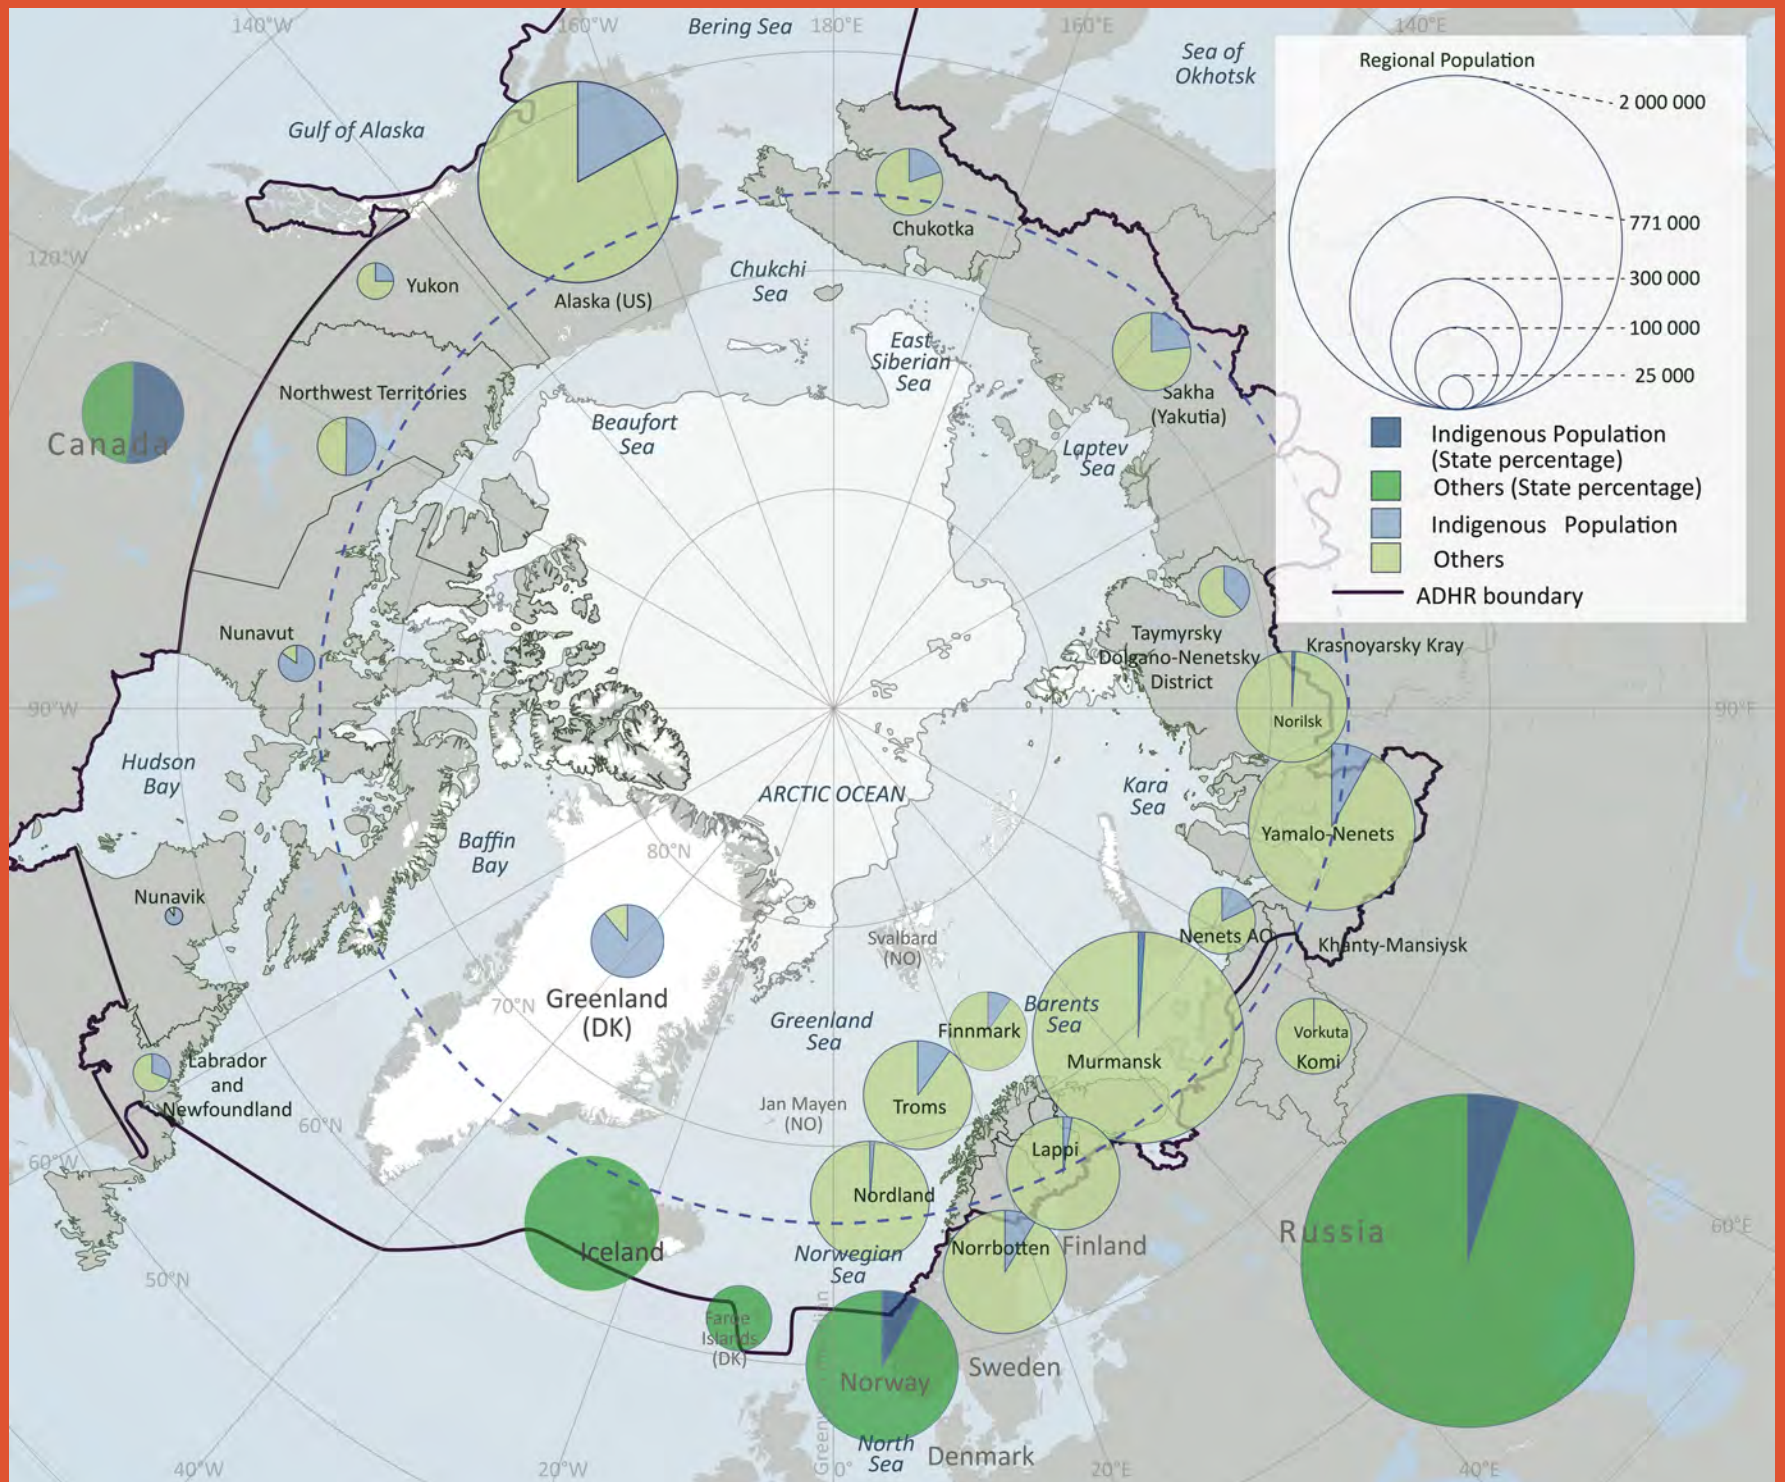 140°W
160°W
Bering Sea
180°E
160°E
140°E
Sea of
Okhotsk
Regional Population
2 000 000
771 000
300 000
100 000
25 000
Indigenous Population
(State percentage)
Others (State percentage)
Indigenous Population
Others
ADHR boundary
Gulf of Alaska
120°W
Yukon
Alaska (US)
Chukotka
Chukchi
Sea
East
Siberian
Sea
Sakha
(Yakutia)
Northwest Territories
Beaufort
Sea
Laptev
Sea
Canada
Nunavut
Taymyrsky
Dolgano-Nenetsky
District
Krasnoyarsky Kray
Norilsk
90°W
90°E
Hudson
Bay
ARCTIC OCEAN
Kara
Sea
Yamalo-Nenets
Baffin
Bay
80°N
Nunavik
Svalbard
(NO)
Nenets AO
Khanty-Mansiysk
Greenland
(DK)
70°N
Greenland
Sea
Finnmark
Barents
Sea
Murmansk
Vorkuta
Komi
Labrador
and
Newfoundland
Jan Mayen
(NO)
Troms
60°N
60°W
Lappi
Nordland
Norrbotten
Finland
Russia
60°E
Iceland
Norwegian
Sea
50°N
Faroe
Islands
(DK)
Norway
Sweden
North
Sea
Denmark
40°W
20°W
0°
20°E
40°E